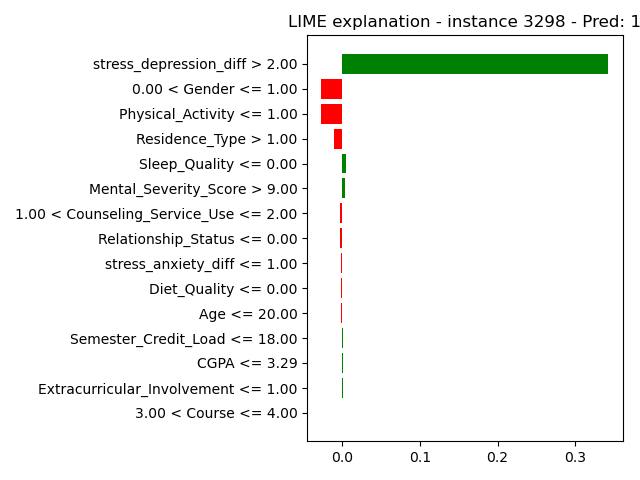 LIME explanation - instance 3298 - Pred: 1
stress_depression_diff > 2.00
0.00 < Gender <= 1.00
Physical_Activity <= 1.00
Residence_Type > 1.00
Sleep_Quality <= 0.00
Mental_Severity_Score > 9.00
1.00 < Counseling_Service_Use <= 2.00
Relationship_Status <= 0.00
stress_anxiety_diff <= 1.00
Diet_Quality <= 0.00
Age <= 20.00
Semester_Credit_Load <= 18.00
CGPA <= 3.29
Extracurricular_Involvement <= 1.00
3.00 < Course <= 4.00
0.0 0.1 0.2 0.3